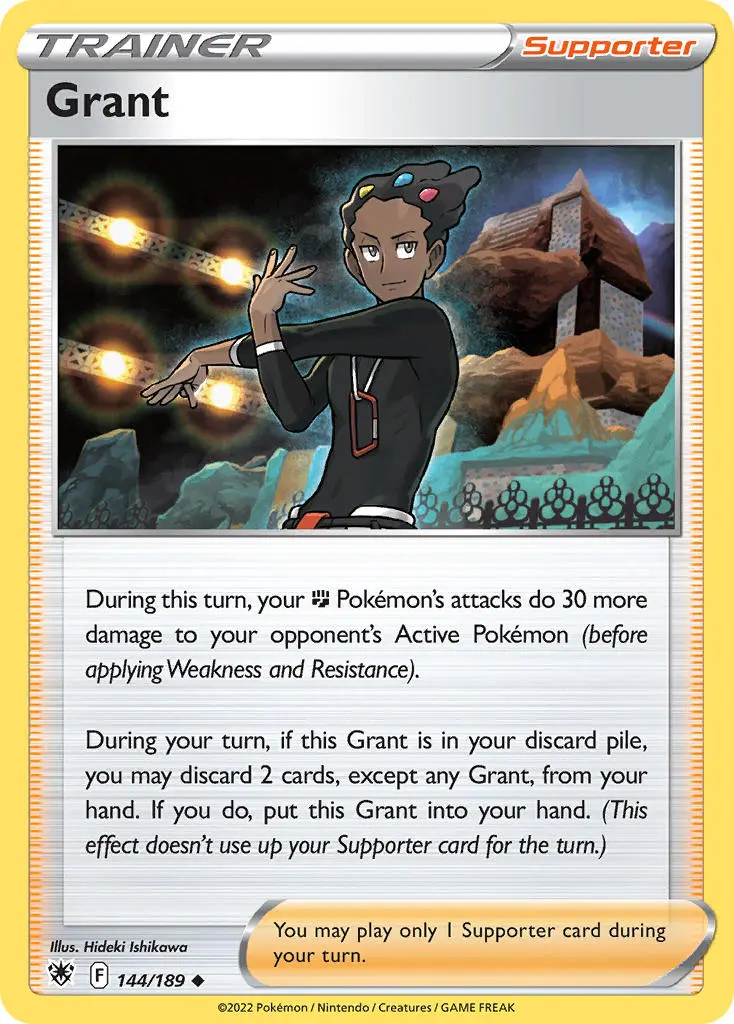 TRAINER
Supporter
Grant
During this turn, your Pokémon's attacks do 30 more
damage to your opponent's Active Pokémon (before
applying Weakness and Resistance).
During your turn, if this Grant is in your discard pile,
you may discard 2 cards, except any Grant, from your
hand. If you do, put this Grant into your hand. (This
effect doesn't use up your Supporter card for the turn.)
You may play only 1 Supporter card during
your turn.
Illus. Hideki Ishikawa
F 144/189
©2022 Pokémon / Nintendo / Creatures / GAME FREAK